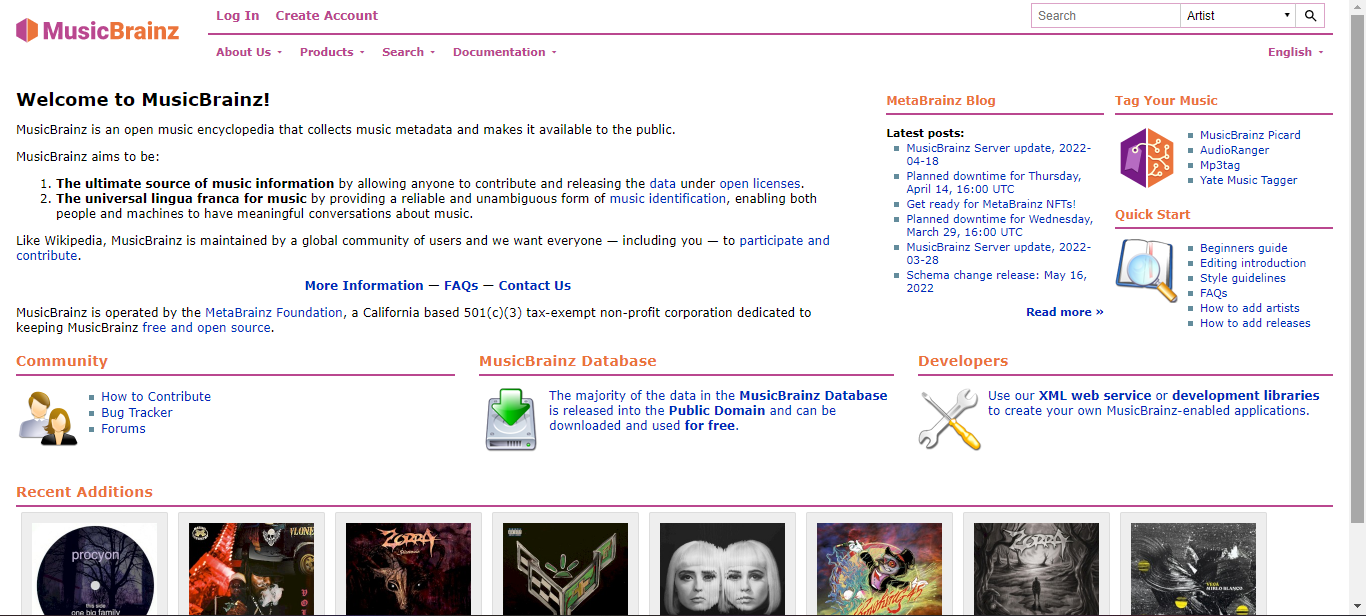 MusicBrainz
Log In Create Account
Search Artist
About Us Products Search Documentation
English
Welcome to MusicBrainz!
MusicBrainz is an open music encyclopedia that collects music metadata and makes it available to the public.
MusicBrainz aims to be:
1. The ultimate source of music information by allowing anyone to contribute and releasing the data under open licenses.
2. The universal lingua franca for music by providing a reliable and unambiguous form of music identification, enabling both
people and machines to have meaningful conversations about music.
Like Wikipedia, MusicBrainz is maintained by a global community of users and we want everyone — including you — to participate and
contribute.
More Information — FAQs — Contact Us
MusicBrainz is operated by the MetaBrainz Foundation, a California based 501(c)(3) tax-exempt non-profit corporation dedicated to
keeping MusicBrainz free and open source.
MetaBrainz Blog
Latest posts:
MusicBrainz Server update, 2022-
04-18
Planned downtime for Thursday,
April 14, 16:00 UTC
Get ready for MetaBrainz NFTs!
Planned downtime for Wednesday,
March 29, 16:00 UTC
MusicBrainz Server update, 2022-
03-28
Schema change release: May 16,
2022
Read more »
Tag Your Music
MusicBrainz Picard
AudioRanger
Mp3tag
Yate Music Tagger
Quick Start
Beginners guide
Editing introduction
Style guidelines
FAQs
How to add artists
How to add releases
Community
How to Contribute
Bug Tracker
Forums
MusicBrainz Database
The majority of the data in the MusicBrainz Database
is released into the Public Domain and can be
downloaded and used for free.
Developers
Use our XML web service or development libraries
to create your own MusicBrainz-enabled applications.
Recent Additions
procyon
this side
one big family
VLONE
ZORRA
ZORRA
VEGA
MIRLO BLANCO